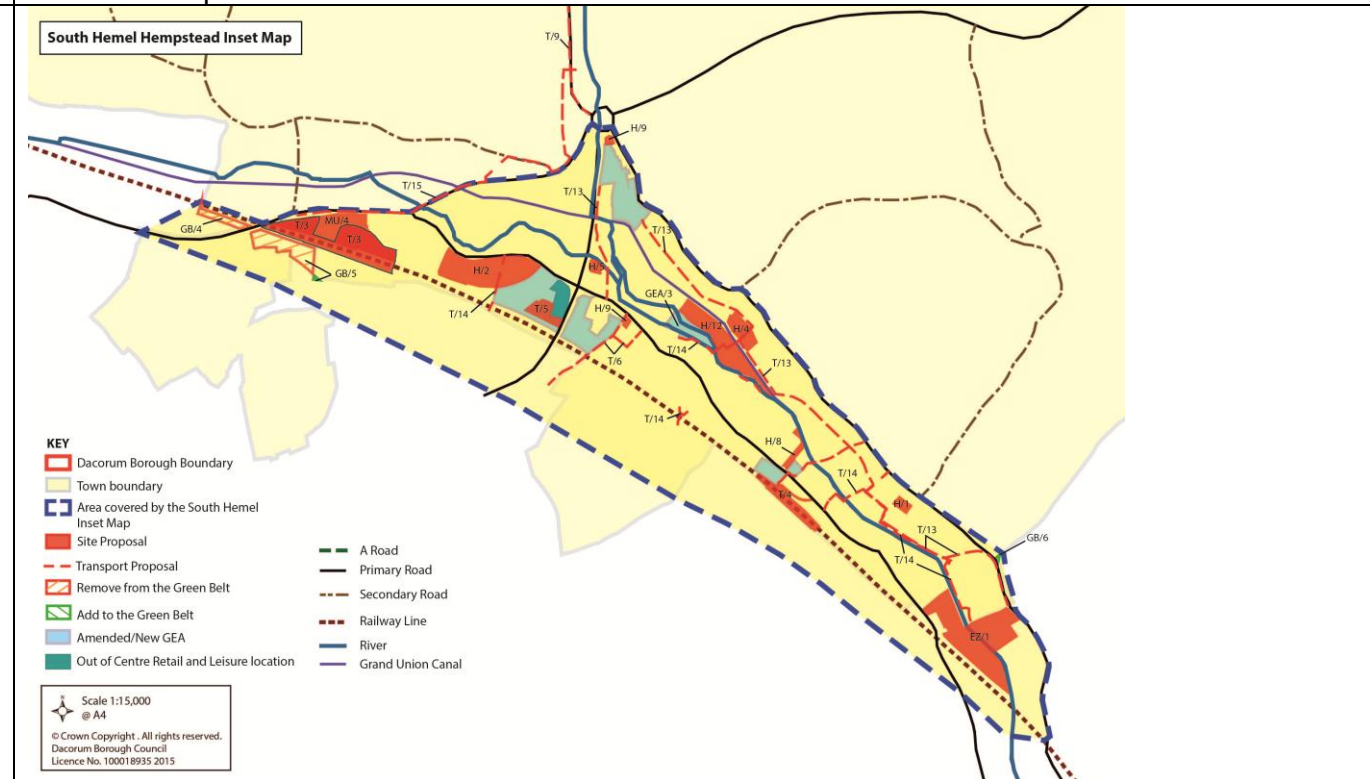 South Hemel Hempstead Inset Map
T/9
H/9
T/15
T/13
T/13
GB/4
T/3
MU/4
T/3
GB/5
H/2
H/5
T/14
T/5
H/9
GEA/3
H/12
H/4
T/14
T/6
T/13
T/14
H/8
T/14
T/4
H/1
T/13
T/14
GB/6
EZ/1
KEY
Dacorum Borough Boundary
Town boundary
Area covered by the South Hemel
Inset Map
Site Proposal
Transport Proposal
Remove from the Green Belt
Add to the Green Belt
Amended/New GEA
Out of Centre Retail and Leisure location
A Road
Primary Road
Secondary Road
Railway Line
River
Grand Union Canal
N
Scale 1:15,000
@ A4
© Crown Copyright . All rights reserved.
Dacorum Borough Council
Licence No. 100018935 2015